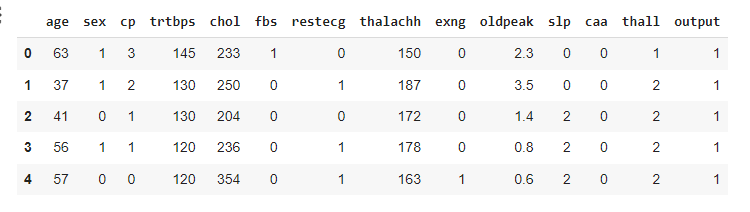 age sex cp trtbps chol fbs restecg thalachh exng oldpeak slp caa thall output
0 63 1 3 145 233 1 0 150 0 2.3 0 0 1 1
1 37 1 2 130 250 0 1 187 0 3.5 0 0 2 1
2 41 0 1 130 204 0 0 172 0 1.4 2 0 2 1
3 56 1 1 120 236 0 1 178 0 0.8 2 0 2 1
4 57 0 0 120 354 0 1 163 1 0.6 2 0 2 1